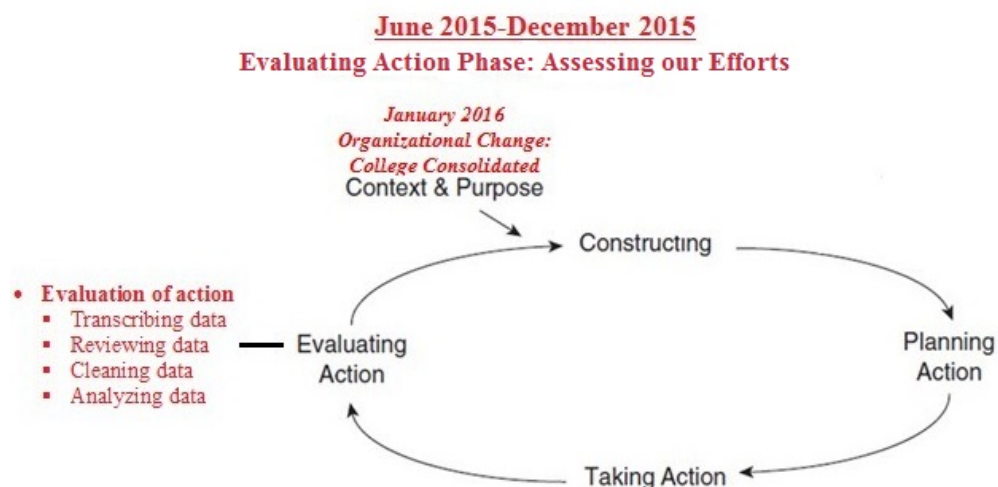 June 2015-December 2015
Evaluating Action Phase: Assessing our Efforts
January 2016
Organizational Change:
College Consolidated
Context & Purpose
Constructing
• Evaluation of action
▪ Transcribing data
▪ Reviewing data
▪ Cleaning data
▪ Analyzing data
Evaluating
Action
Planning
Action
Taking Action